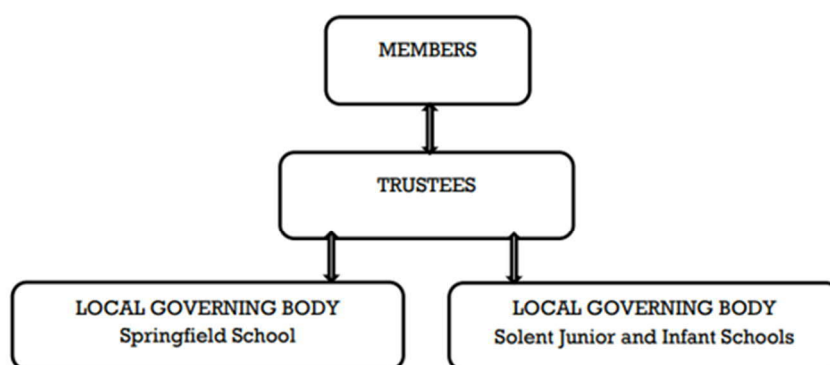 MEMBERS
TRUSTEES
LOCAL GOVERNING BODY
Springfield School
LOCAL GOVERNING BODY
Solent Junior and Infant Schools